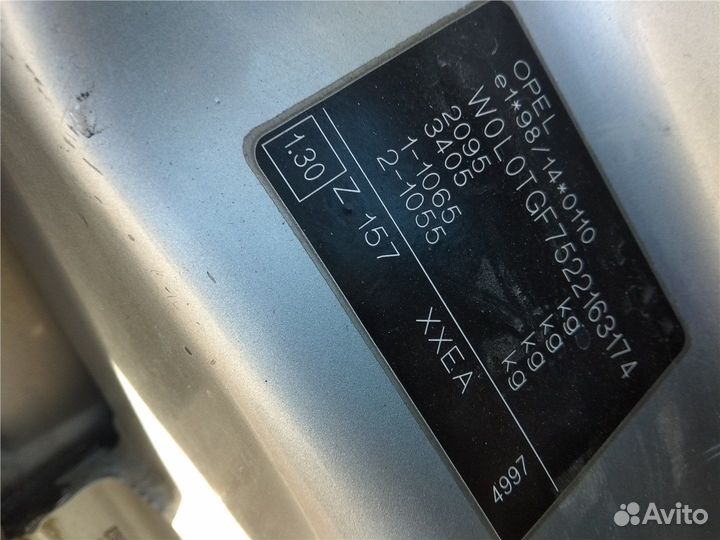 OPEL
e1*98/14*0110
W0L0TGF7522163174
2095 kg
3405 kg
1-1065 kg
2-1055 kg
1.30 Z 157 XXEA 4997
Avito